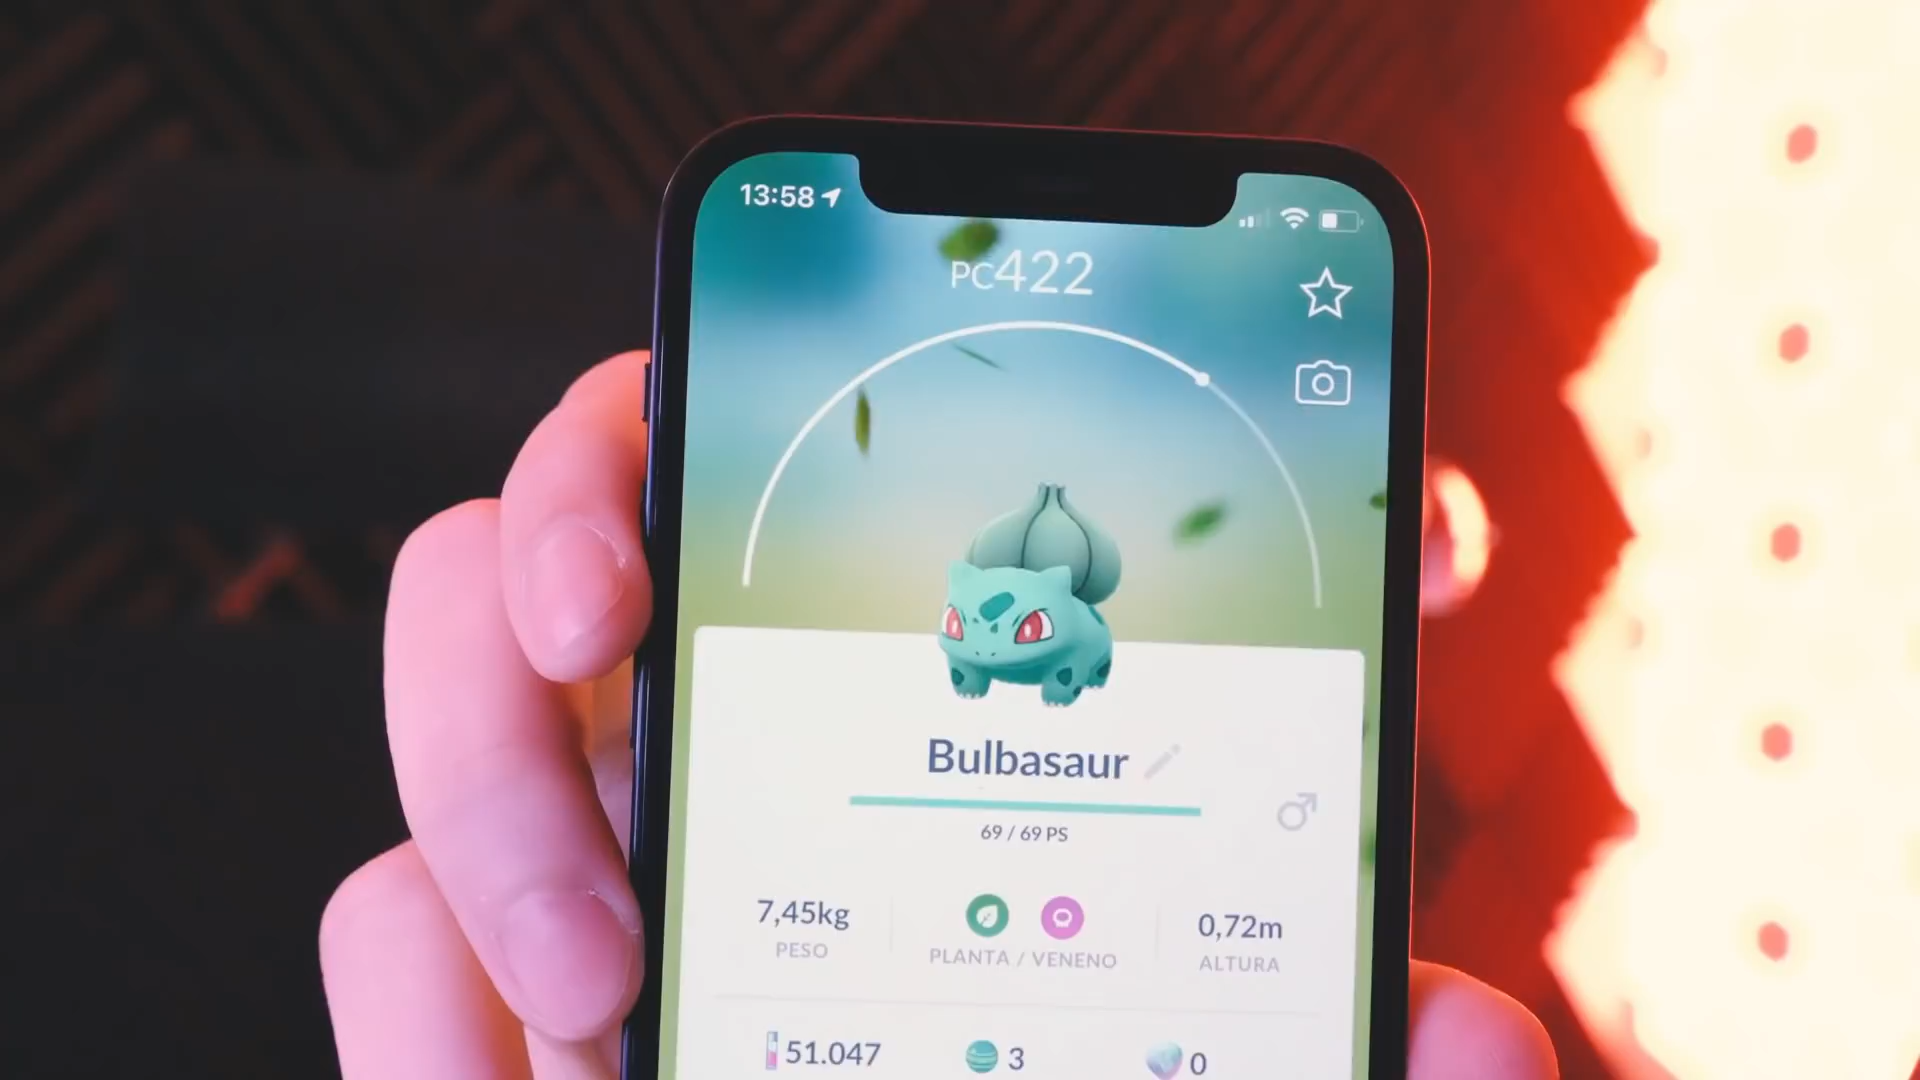 13:58
PC422
Bulbasaur
69 / 69 PS
7,45kg
PESO
PLANTA / VENENO
0,72m
ALTURA
51.047
3
0